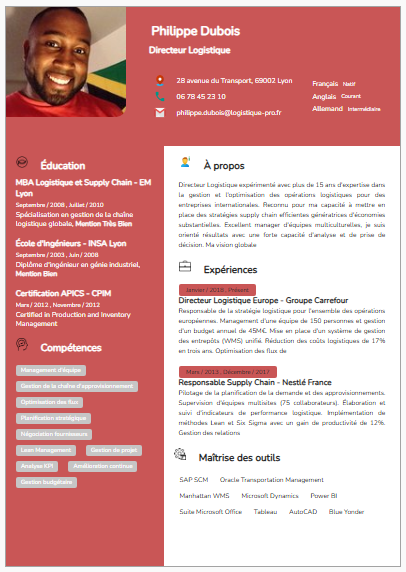 Philippe Dubois
Directeur Logistique
28 avenue du Transport, 69002 Lyon
06 78 45 23 10
philippe.dubois@logistique-pro.fr
Français Natif
Anglais Courant
Allemand Intermédiaire
Éducation
MBA Logistique et Supply Chain - EM
Lyon
Septembre / 2008 , Juillet / 2010
Spécialisation en gestion de la chaîne
logistique globale, Mention Très Bien
École d'Ingénieurs - INSA Lyon
Septembre / 2003 , Juin / 2008
Diplôme d'ingénieur en génie industriel,
Mention Bien
Certification APICS - CPIM
Mars / 2012 , Novembre / 2012
Certified in Production and Inventory
Management
Compétences
Management d'équipe
Gestion de la chaîne d'approvisionnement
Optimisation des flux
Planification stratégique
Négociation fournisseurs
Lean Management Gestion de projet
Analyse KPI Amélioration continue
Gestion budgétaire
À propos
Directeur Logistique expérimenté avec plus de 15 ans d'expertise dans
la gestion et l'optimisation des opérations logistiques pour des
entreprises internationales. Reconnu pour ma capacité à mettre en
place des stratégies supply chain efficientes génératrices d'économies
substantielles. Excellent manager d'équipes multiculturelles, je suis
orienté résultats avec une forte capacité d'analyse et de prise de
décision. Ma vision globale
Expériences
Janvier / 2018 , Présent
Directeur Logistique Europe - Groupe Carrefour
Responsable de la stratégie logistique pour l'ensemble des opérations
européennes. Management d'une équipe de 150 personnes et gestion
d'un budget annuel de 45M€. Mise en place d'un système de gestion
des entrepôts (WMS) unifié. Réduction des coûts logistiques de 17%
en trois ans. Optimisation des flux de
Mars / 2013 , Décembre / 2017
Responsable Supply Chain - Nestlé France
Pilotage de la planification de la demande et des approvisionnements.
Supervision d'équipes multisites (75 collaborateurs). Élaboration et
suivi d'indicateurs de performance logistique. Implémentation de
méthodes Lean et Six Sigma avec un gain de productivité de 12%.
Gestion des relations
Maîtrise des outils
SAP SCM Oracle Transportation Management
Manhattan WMS Microsoft Dynamics Power BI
Suite Microsoft Office Tableau AutoCAD Blue Yonder